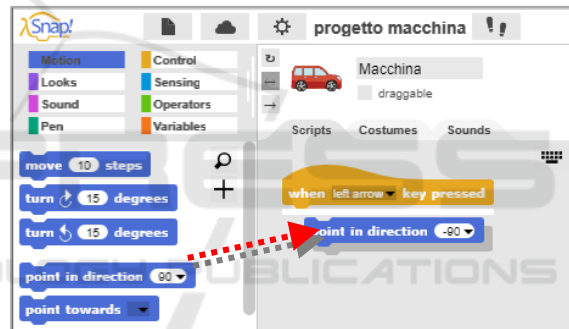 Snap!
progetto macchina
Motion
Control
Looks
Sensing
Sound
Operators
Pen
Variables
Macchina
draggable
Scripts
Costumes
Sounds
move 10 steps
turn 15 degrees
turn 15 degrees
point in direction 90
point towards
when left arrow key pressed
point in direction -90
PRESS
PUBLICATIONS